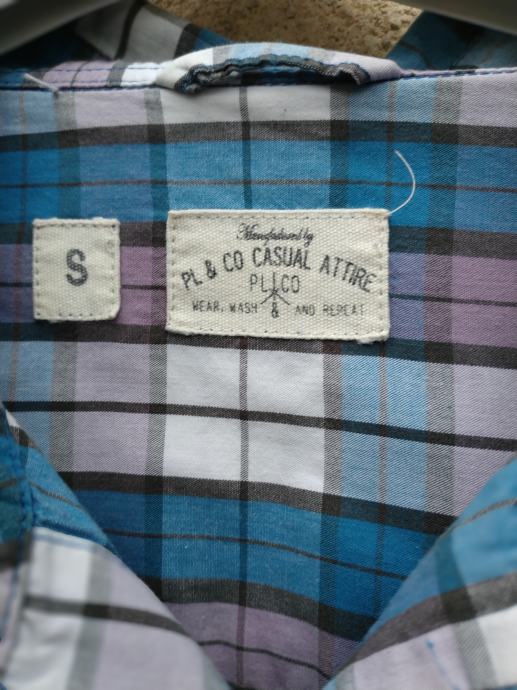 S
Manufactured by
PL & CO CASUAL ATTIRE
PL CO
WEAR, WASH & AND REPEAT